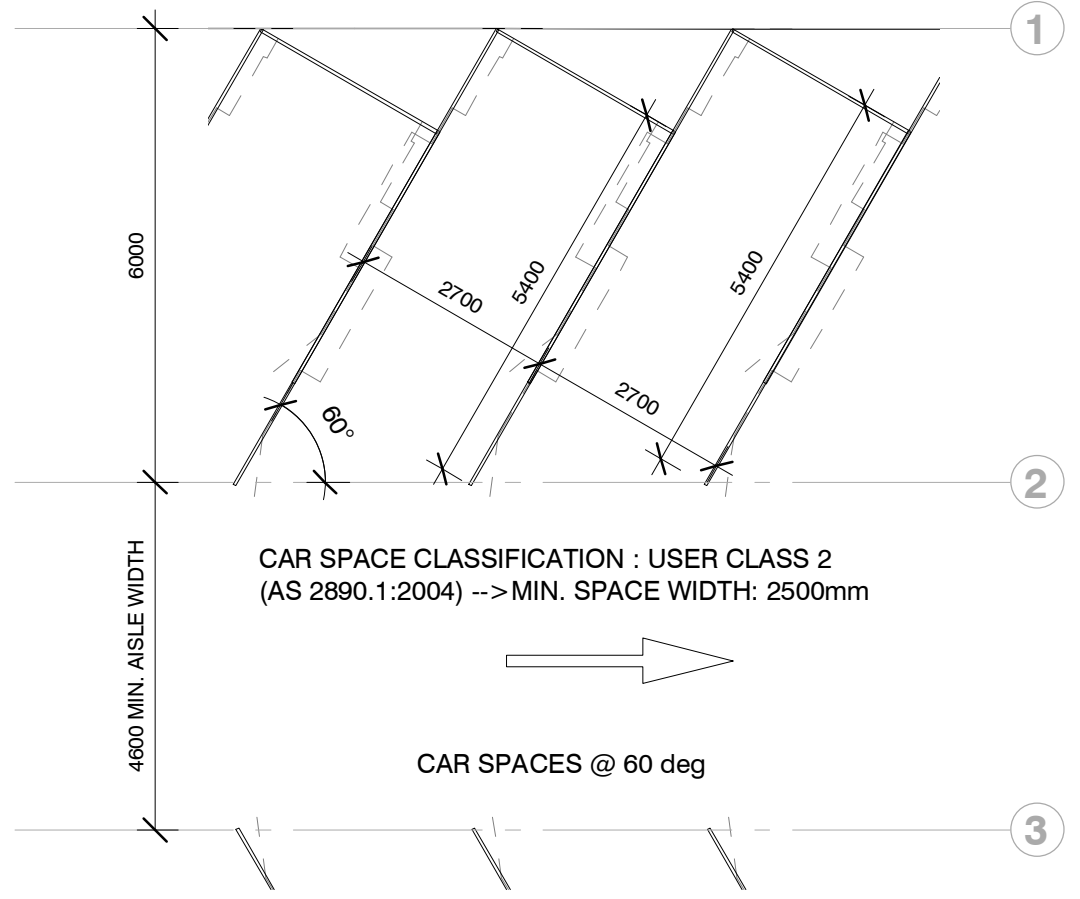 1
6000
2700
5400
5400
2700
60°
2
CAR SPACE CLASSIFICATION : USER CLASS 2
(AS 2890.1:2004) -->MIN. SPACE WIDTH: 2500mm
4600 MIN. AISLE WIDTH
CAR SPACES @ 60 deg
3